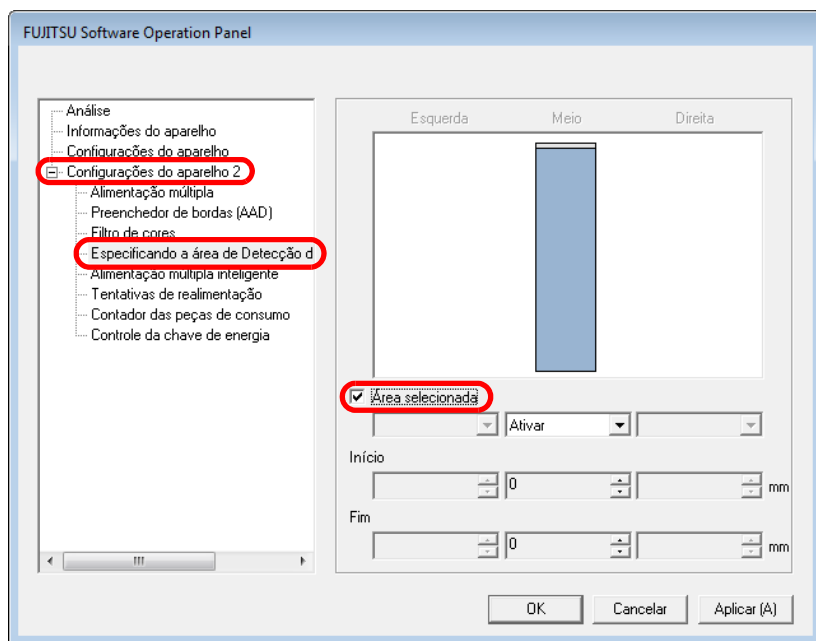 FUJITSU Software Operation Panel
Análise
Informações do aparelho
Configurações do aparelho
Configurações do aparelho 2
Alimentação múltipla
Preenchedor de bordas (AAD)
Filtro de cores
Especificando a área de Detecção d
Alimentação múltipla inteligente
Tentativas de realimentação
Contador das peças de consumo
Controle da chave de energia
Esquerda Meio Direita
Área selecionada
Ativar
Início
0 mm
Fim
0 mm
OK Cancelar Aplicar (A)